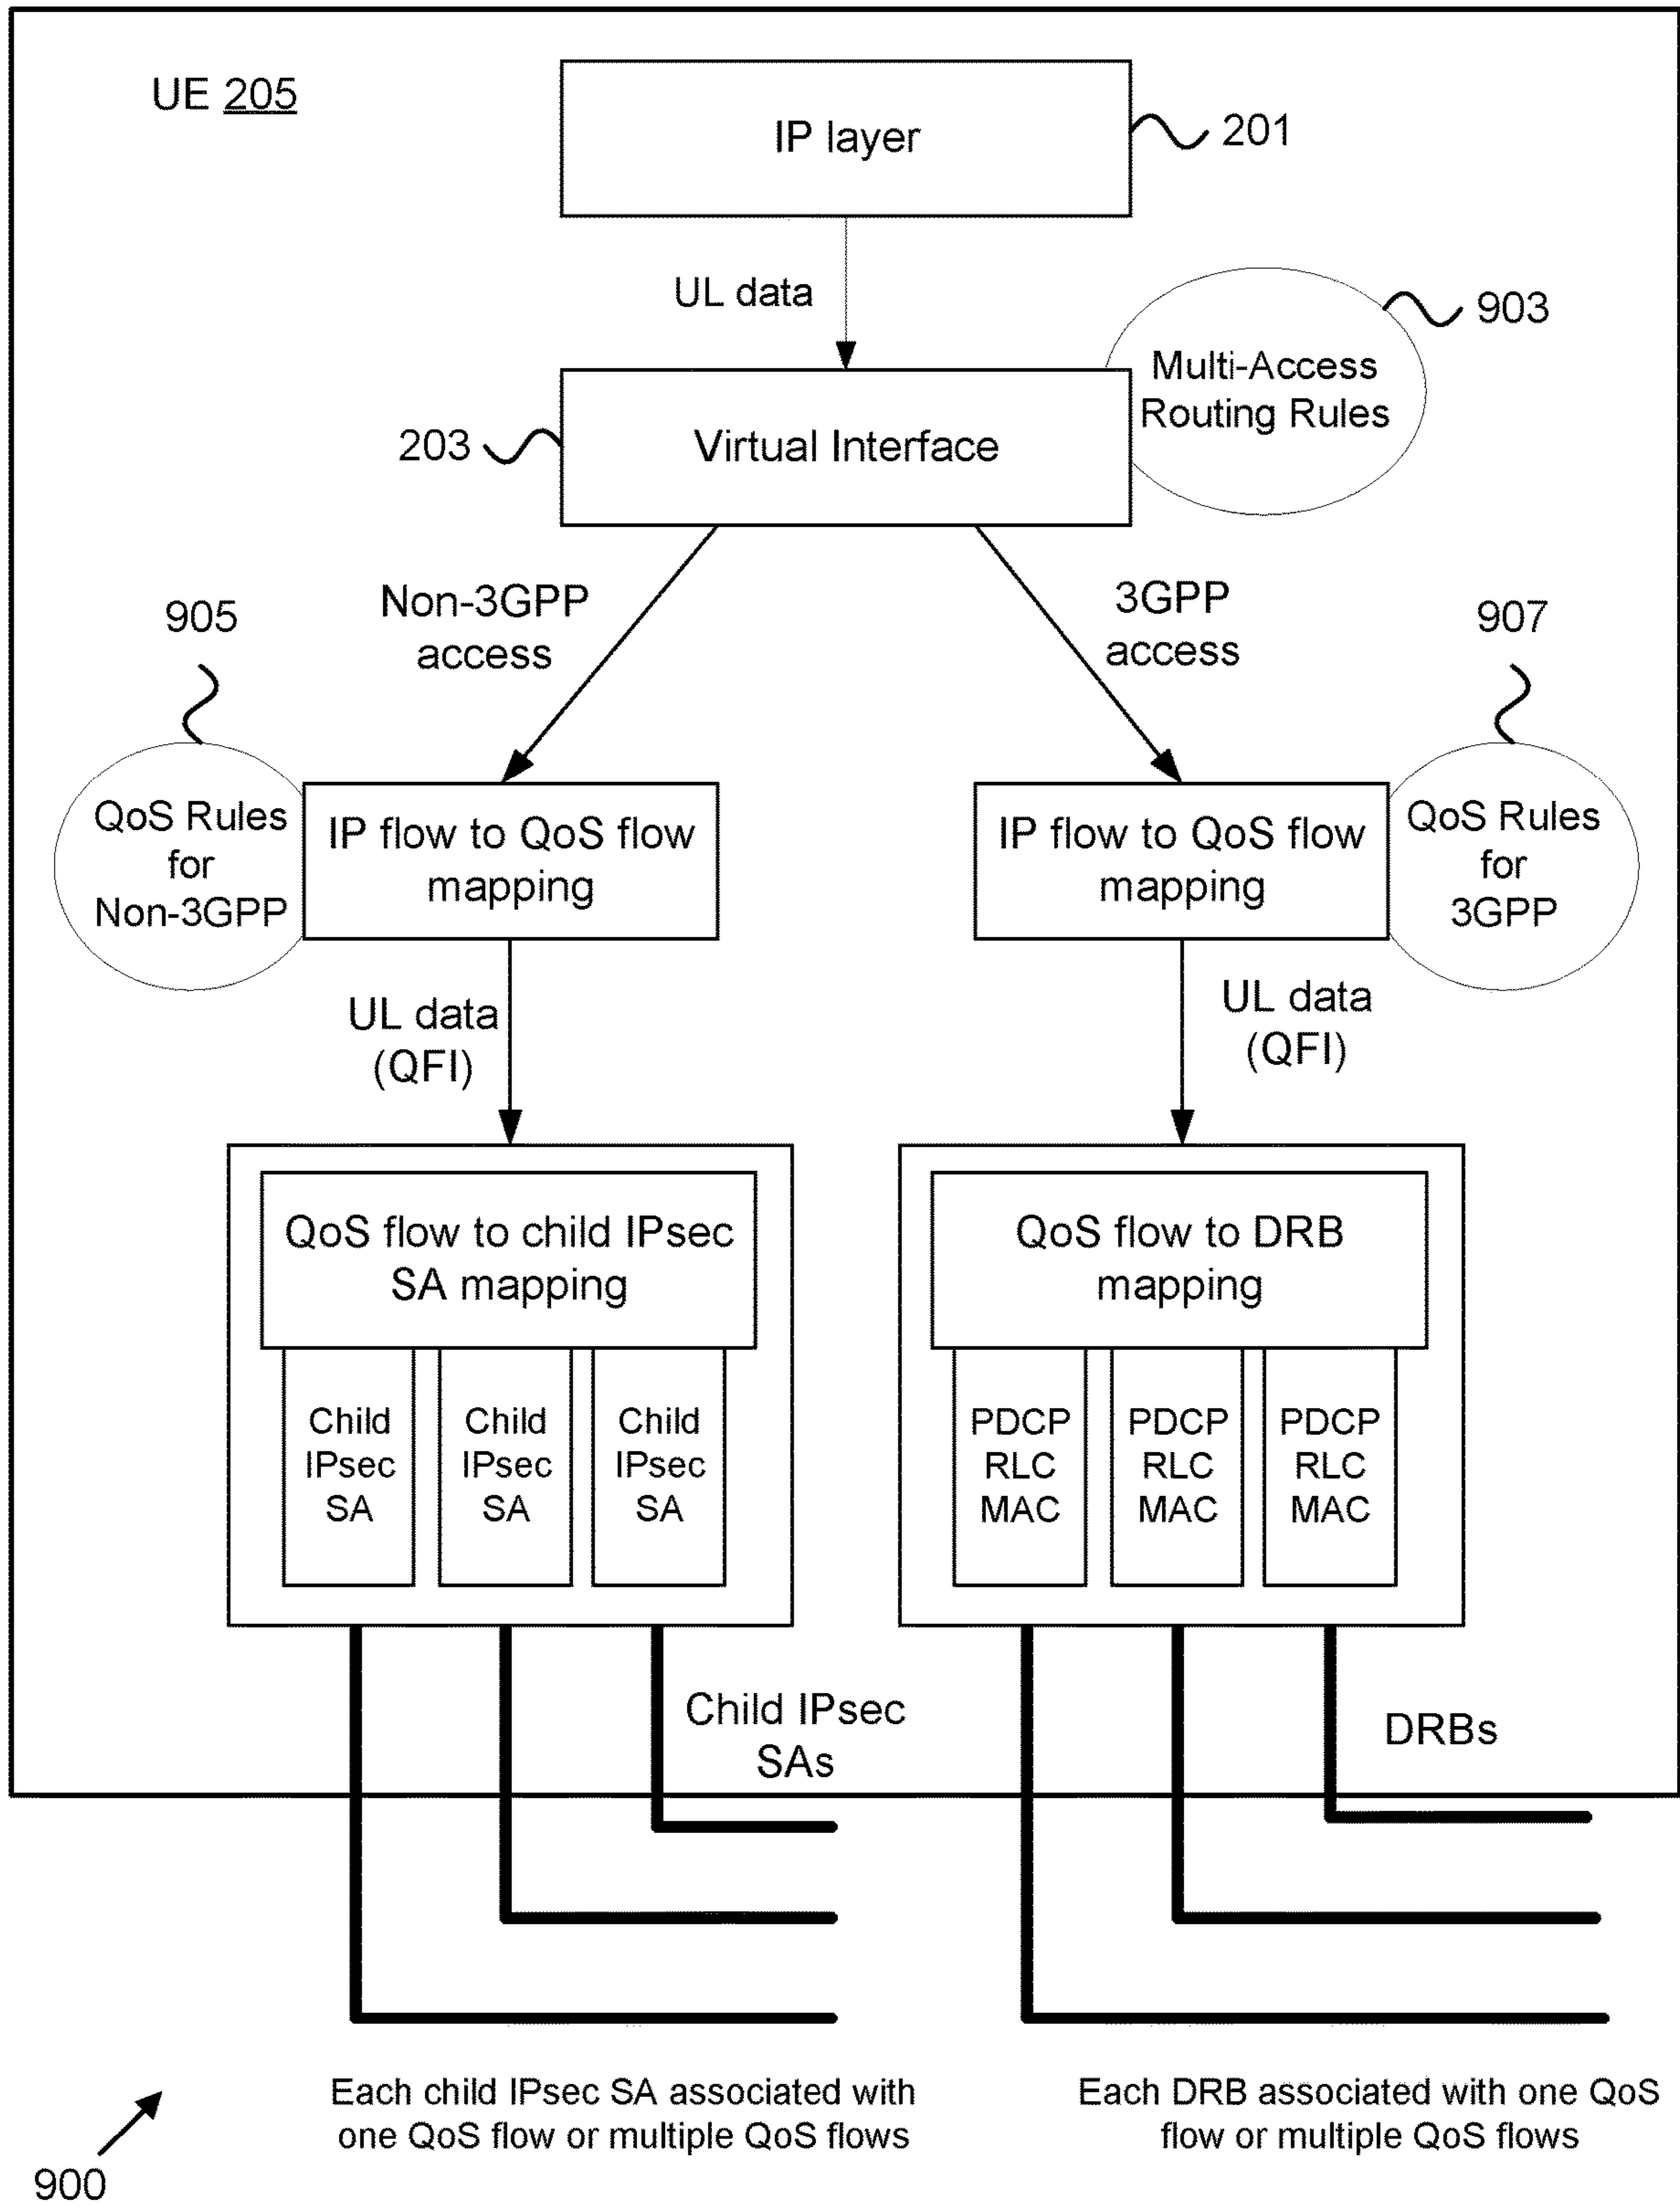 UE 205
IP layer
201
UL data
903
Multi-Access
Routing Rules
203
Virtual Interface
Non-3GPP
access
3GPP
access
905
907
QoS Rules
for
Non-3GPP
IP flow to QoS flow
mapping
IP flow to QoS flow
mapping
QoS Rules
for
3GPP
UL data
(QFI)
UL data
(QFI)
QoS flow to child IPsec
SA mapping
QoS flow to DRB
mapping
Child
IPsec
SA
Child
IPsec
SA
Child
IPsec
SA
PDCP
RLC
MAC
PDCP
RLC
MAC
PDCP
RLC
MAC
Child IPsec
SAs
DRBs
Each child IPsec SA associated with
one QoS flow or multiple QoS flows
Each DRB associated with one QoS
flow or multiple QoS flows
900